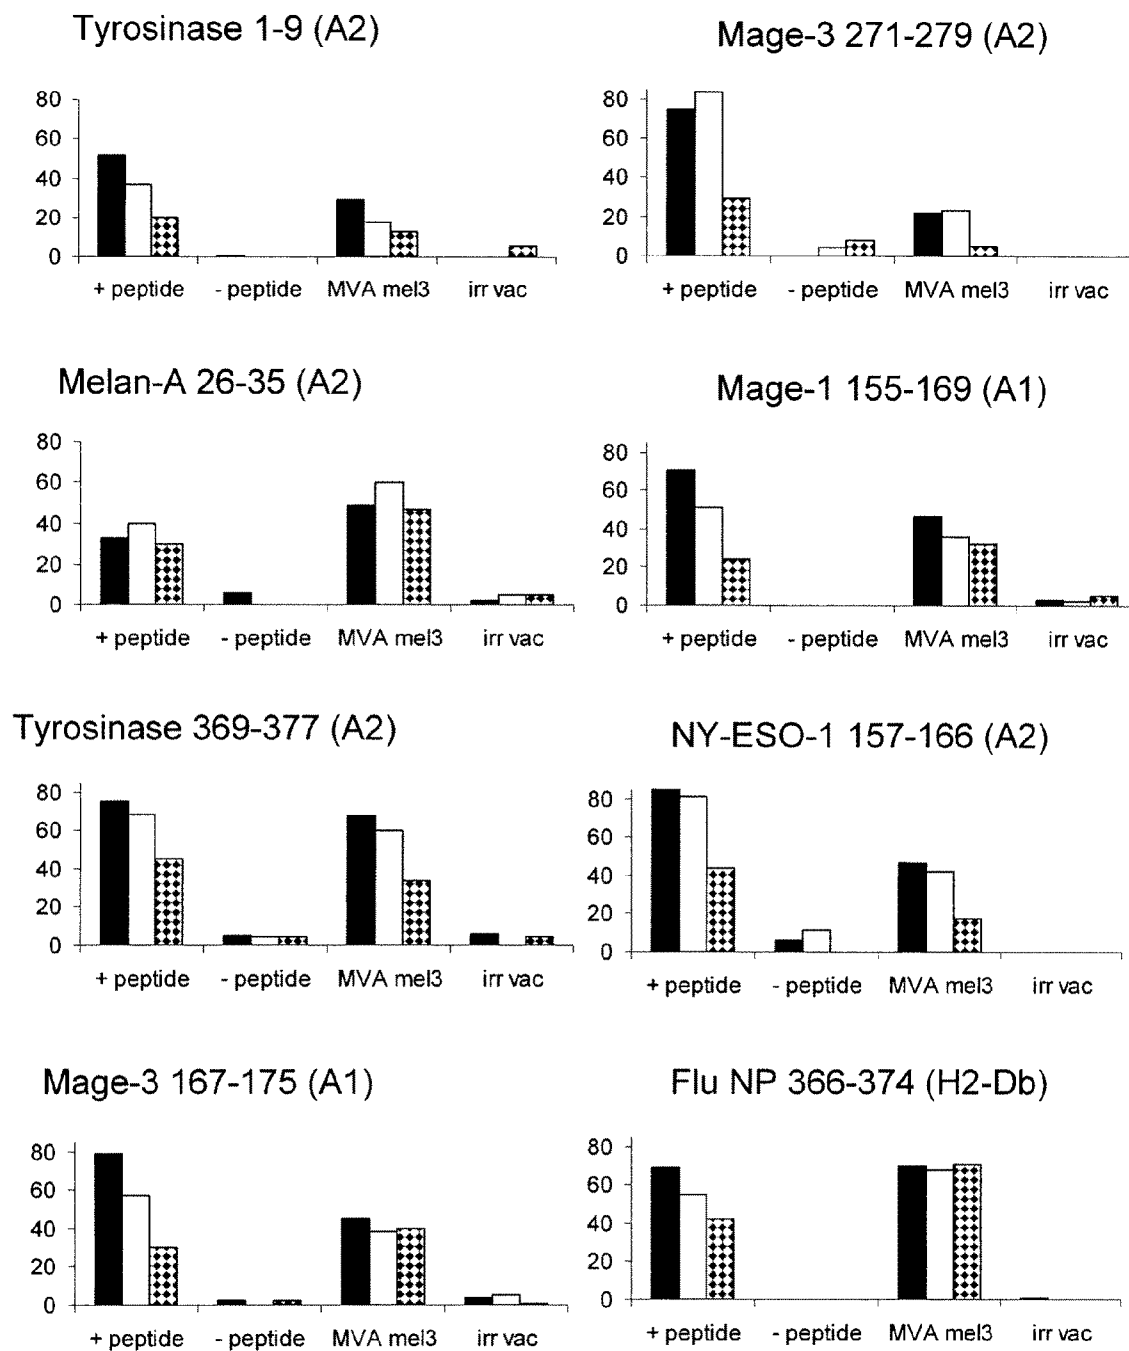 Tyrosinase 1-9 (A2)
80
60
40
20
0
+ peptide - peptide MVA mel3 irr vac
Mage-3 271-279 (A2)
80
60
40
20
0
+ peptide - peptide MVA mel3 irr vac
Melan-A 26-35 (A2)
80
60
40
20
0
+ peptide - peptide MVA mel3 irr vac
Mage-1 155-169 (A1)
80
60
40
20
0
+ peptide - peptide MVA mel3 irr vac
Tyrosinase 369-377 (A2)
80
60
40
20
0
+ peptide - peptide MVA mel3 irr vac
NY-ESO-1 157-166 (A2)
80
60
40
20
0
+ peptide - peptide MVA mel3 irr vac
Mage-3 167-175 (A1)
80
60
40
20
0
+ peptide - peptide MVA mel3 irr vac
Flu NP 366-374 (H2-Db)
80
60
40
20
0
+ peptide - peptide MVA mel3 irr vac